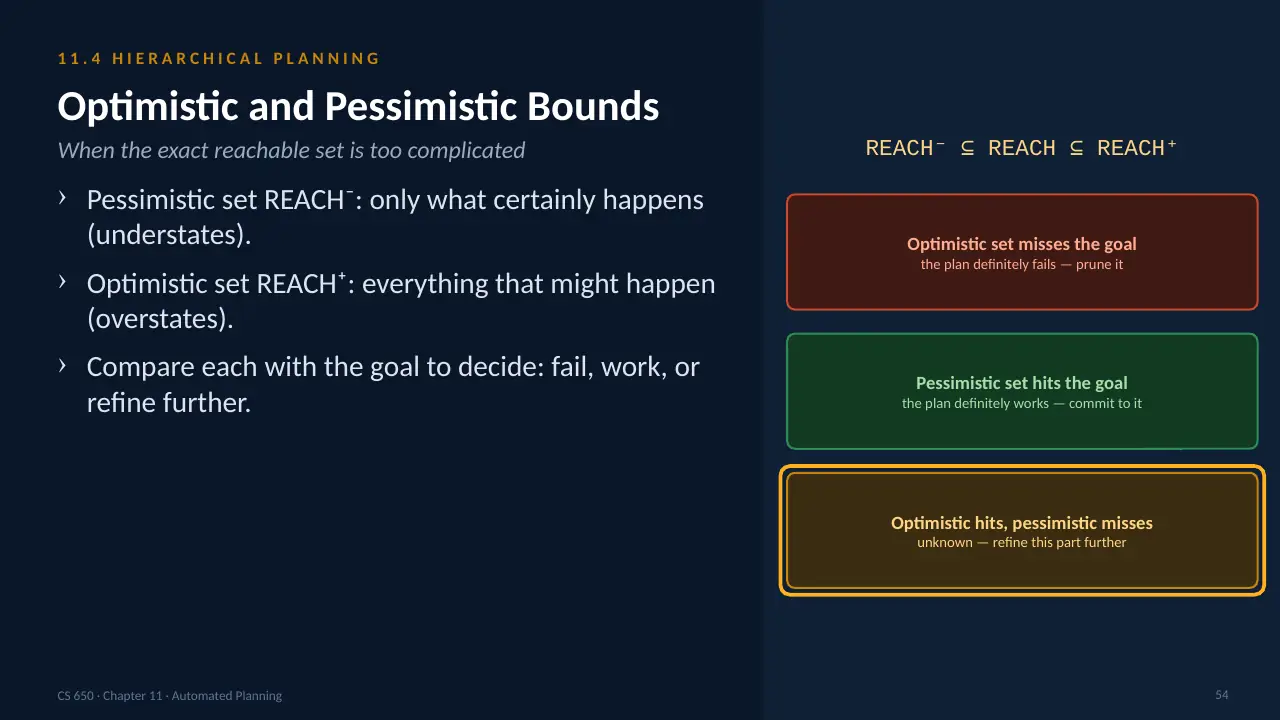 11.4 HIERARCHICAL PLANNING
Optimistic and Pessimistic Bounds
When the exact reachable set is too complicated
› Pessimistic set REACH⁻: only what certainly happens
(understates).
› Optimistic set REACH⁺: everything that might happen
(overstates).
› Compare each with the goal to decide: fail, work, or
refine further.
REACH⁻ ⊆ REACH ⊆ REACH⁺
Optimistic set misses the goal
the plan definitely fails — prune it
Pessimistic set hits the goal
the plan definitely works — commit to it
Optimistic hits, pessimistic misses
unknown — refine this part further
CS 650 · Chapter 11 · Automated Planning
54